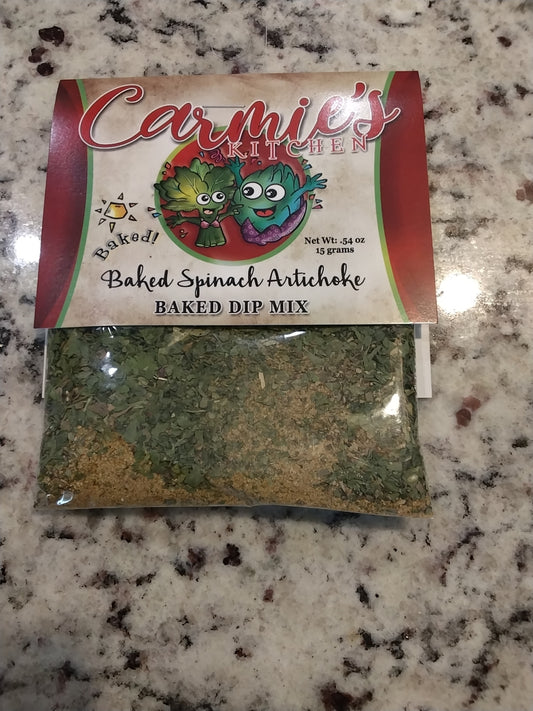 Carmie's
KITCHEN
Baked!
Net Wt: .54 oz
15 grams
Baked Spinach Artichoke
BAKED DIP MIX